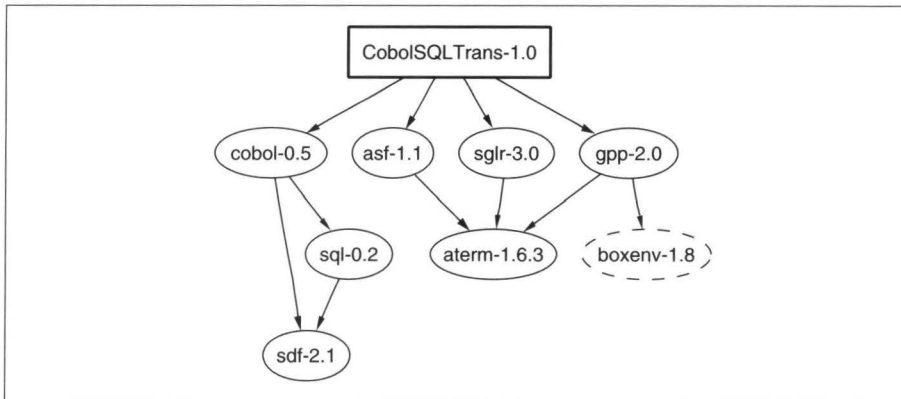 CobolSQLTrans-1.0
cobol-0.5
asf-1.1
sglr-3.0
gpp-2.0
sql-0.2
aterm-1.6.3
boxenv-1.8
sdf-2.1